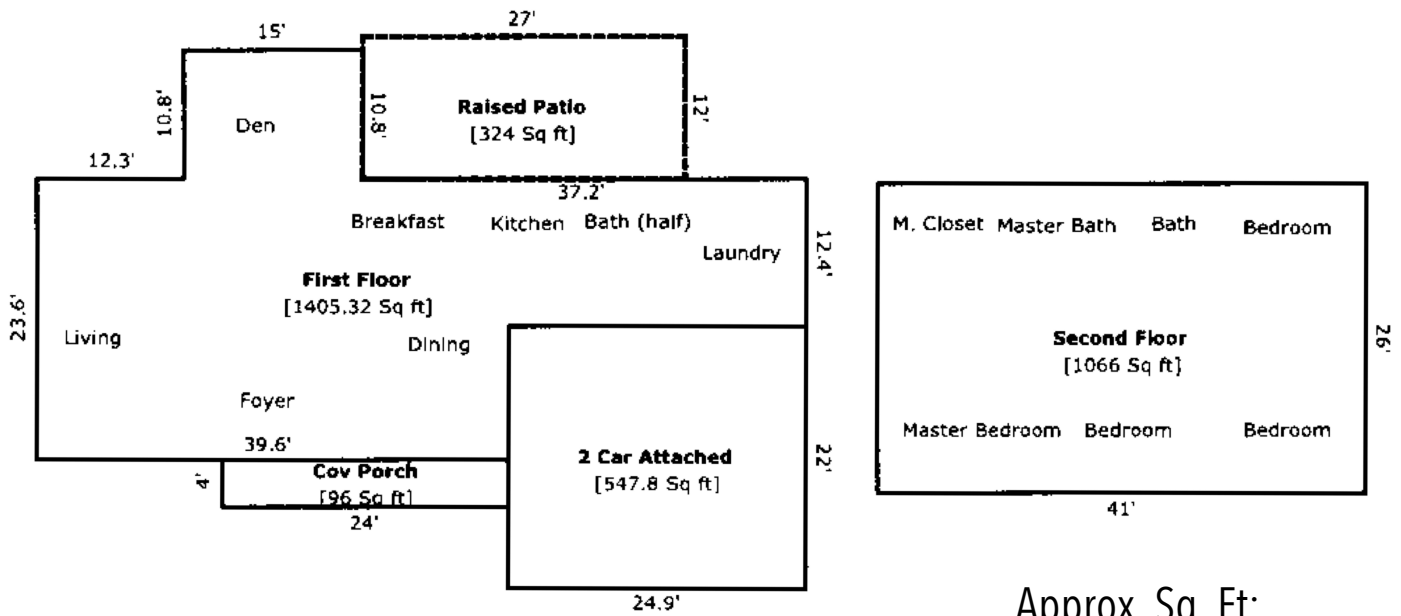 27'
15'
10.8'
10.8'
Raised Patio
[324 Sq ft]
12'
Den
12.3'
37.2'
Breakfast Kitchen Bath (half)
Laundry
12.4'
First Floor
[1405.32 Sq ft]
23.6'
Living
Dining
Foyer
39.6'
4'
Cov Porch
[96 Sq ft]
24'
2 Car Attached
[547.8 Sq ft]
22'
24.9'
M. Closet Master Bath Bath Bedroom
Second Floor
[1066 Sq ft]
26'
Master Bedroom Bedroom Bedroom
41'
Approx. Sq. Ft: